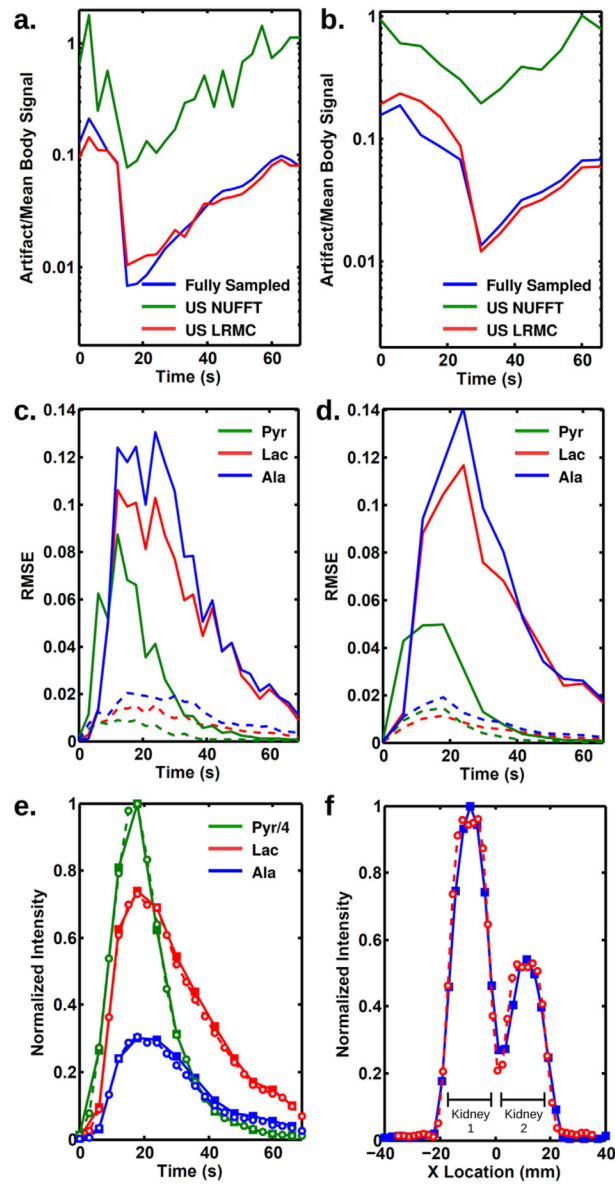 a.
1
0.1
0.01
Artifact/Mean Body Signal
Fully Sampled
US NUFFT
US LRMC
0 20 40 60
Time (s)
b.
1
0.1
0.01
Artifact/Mean Body Signal
Fully Sampled
US NUFFT
US LRMC
0 20 40 60
Time (s)
c.
0.14
0.12
0.1
0.08
0.06
0.04
0.02
0
RMSE
Pyr
Lac
Ala
0 20 40 60
Time (s)
d.
0.14
0.12
0.1
0.08
0.06
0.04
0.02
0
RMSE
Pyr
Lac
Ala
0 20 40 60
Time (s)
e.
1
0.8
0.6
0.4
0.2
0
Normalized Intensity
Pyr/4
Lac
Ala
0 20 40 60
Time (s)
f.
1
0.8
0.6
0.4
0.2
0
Normalized Intensity
Kidney
1
Kidney
2
−40 −20 0 20 40
X Location (mm)